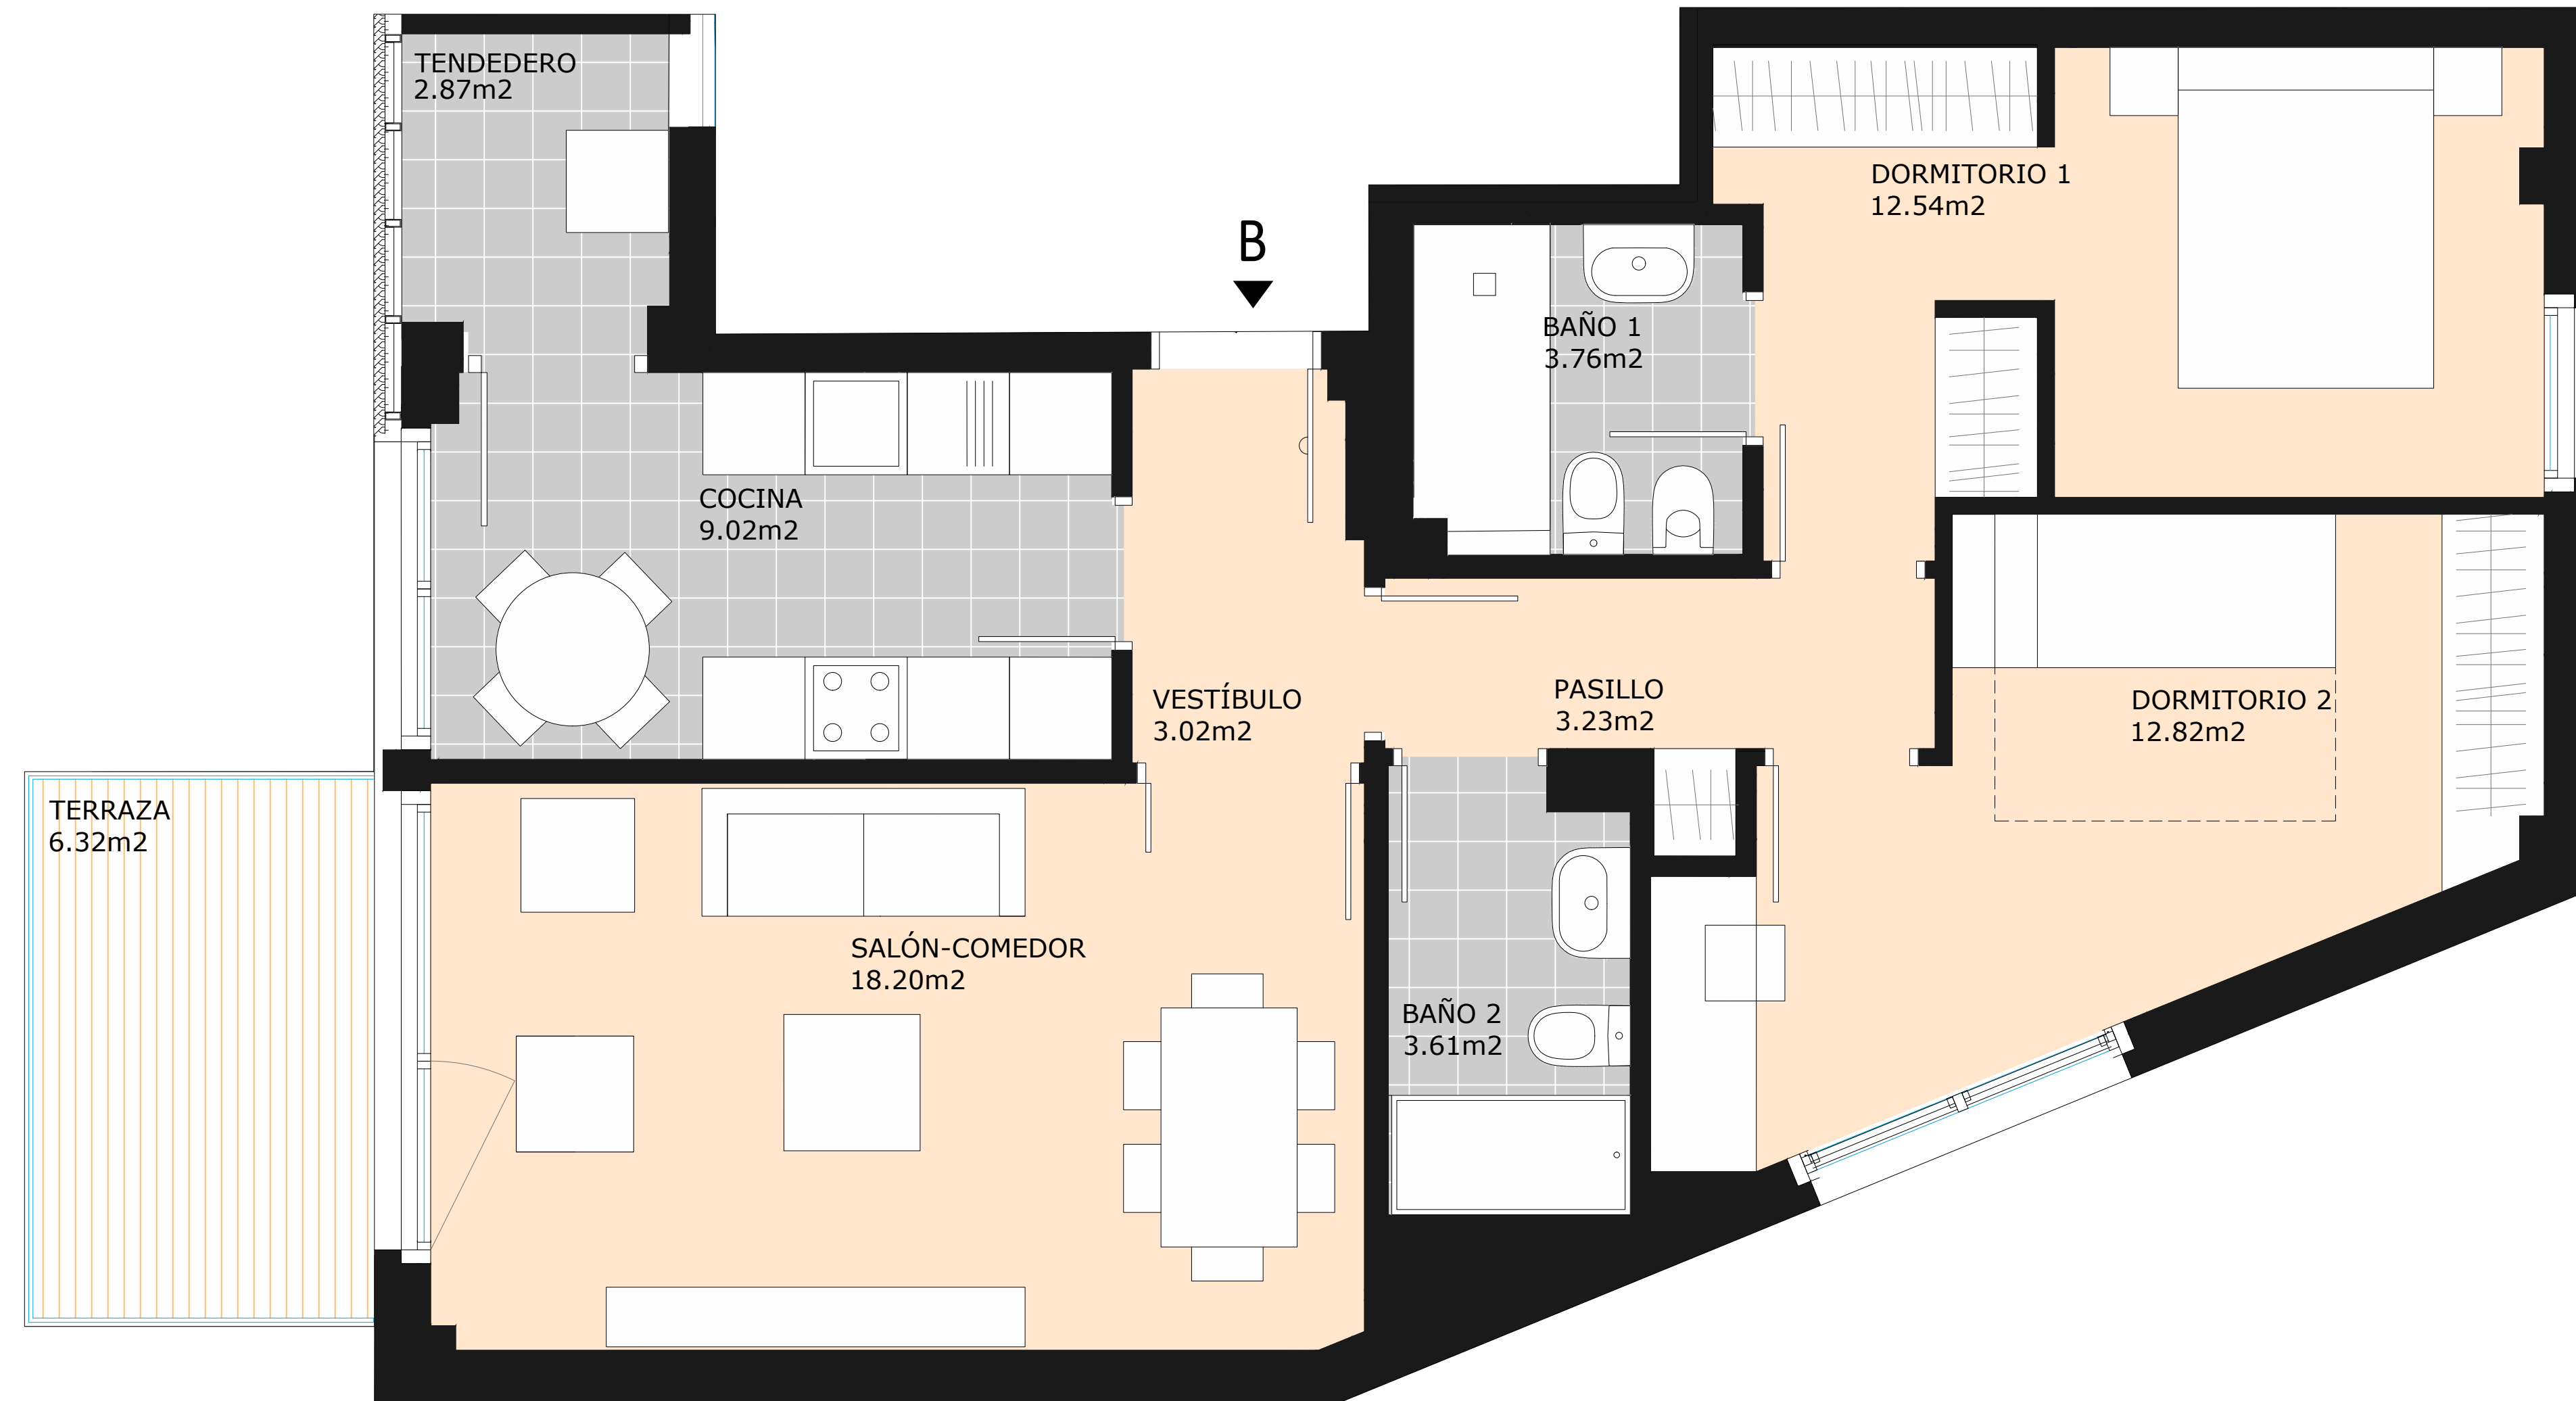 TENDEDERO
2.87m2
B
DORMITORIO 1
12.54m2
BAÑO 1
3.76m2
COCINA
9.02m2
VESTÍBULO
3.02m2
PASILLO
3.23m2
DORMITORIO 2
12.82m2
TERRAZA
6.32m2
SALÓN-COMEDOR
18.20m2
BAÑO 2
3.61m2